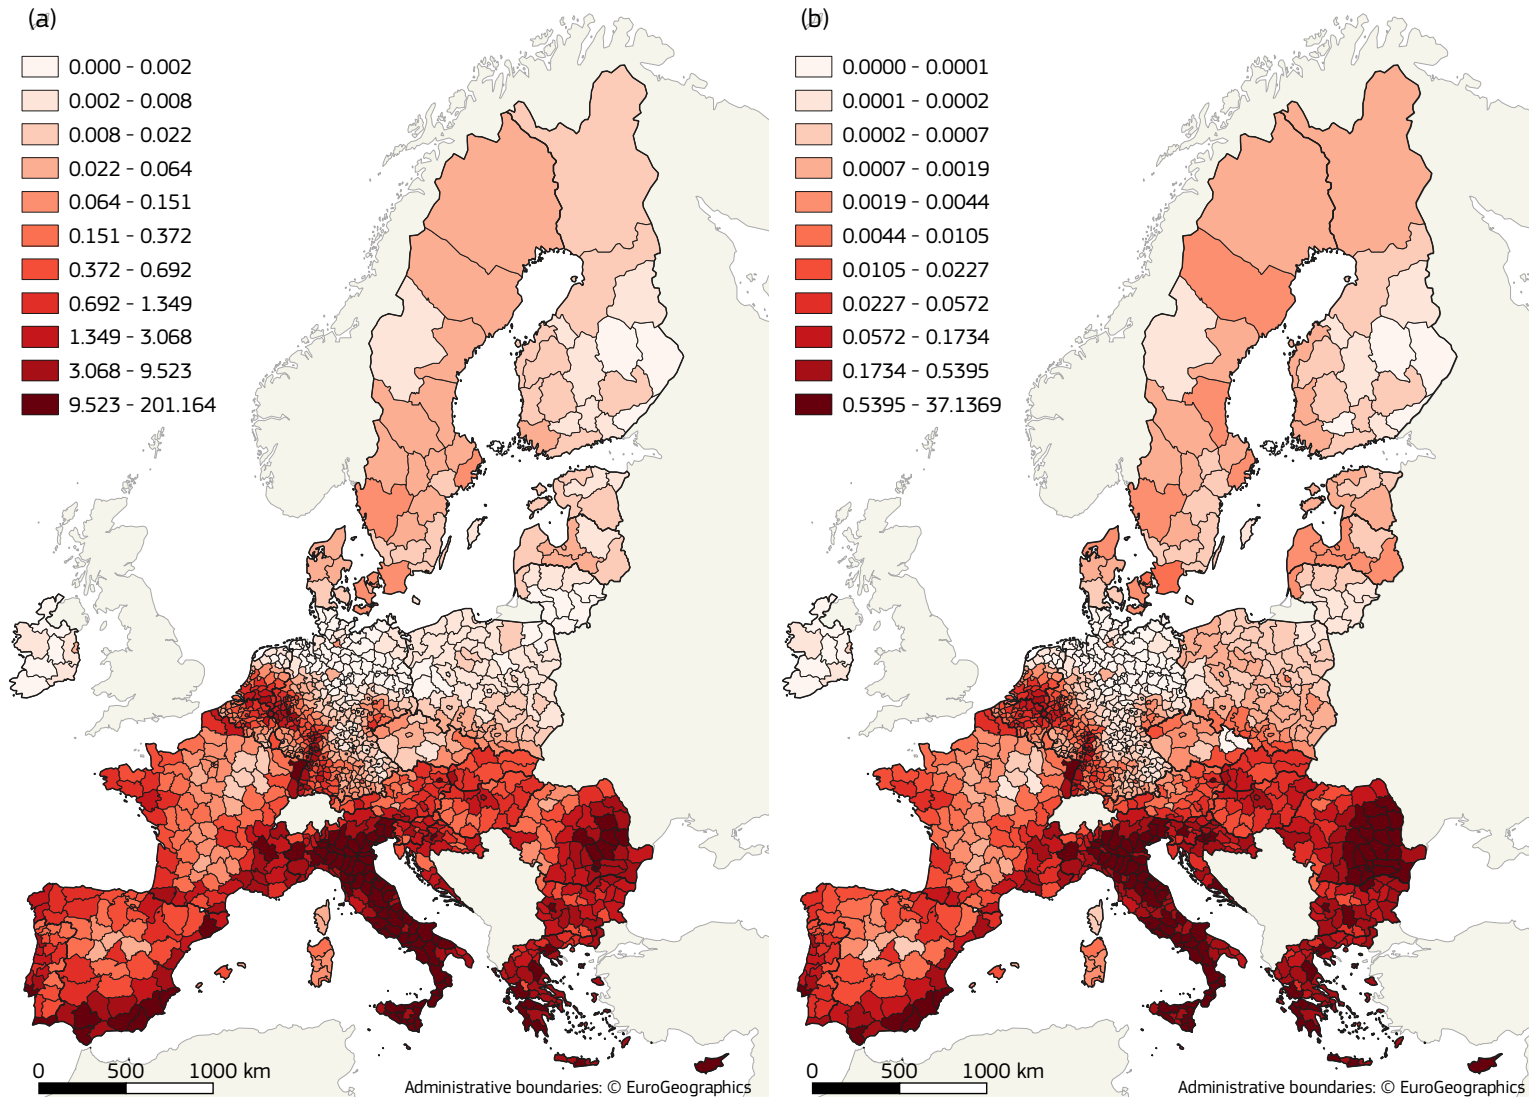 (a)
0.000 - 0.002
0.002 - 0.008
0.008 - 0.022
0.022 - 0.064
0.064 - 0.151
0.151 - 0.372
0.372 - 0.692
0.692 - 1.349
1.349 - 3.068
3.068 - 9.523
9.523 - 201.164
0 500 1000 km
Administrative boundaries: © EuroGeographics
(b)
0.0000 - 0.0001
0.0001 - 0.0002
0.0002 - 0.0007
0.0007 - 0.0019
0.0019 - 0.0044
0.0044 - 0.0105
0.0105 - 0.0227
0.0227 - 0.0572
0.0572 - 0.1734
0.1734 - 0.5395
0.5395 - 37.1369
0 500 1000 km
Administrative boundaries: © EuroGeographics